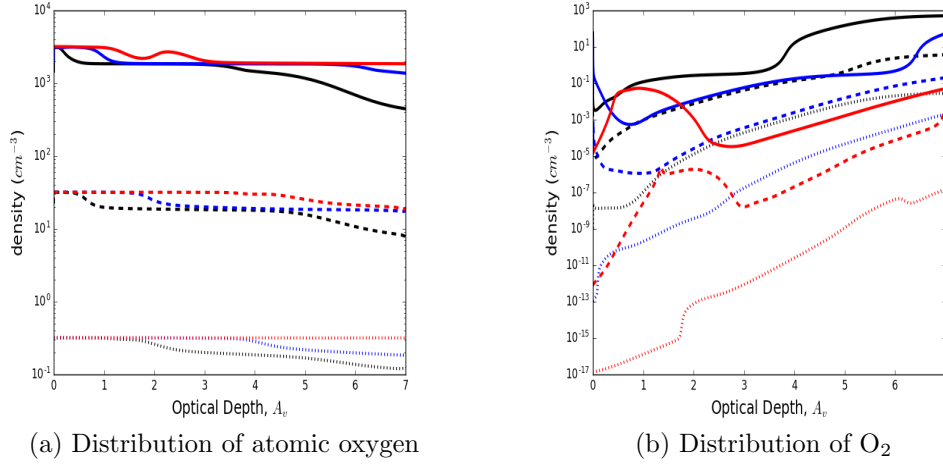 10^4
10^3
10^2
10^1
10^0
10^-1
density (cm^{-3})
0 1 2 3 4 5 6 7
Optical Depth, A_v
(a) Distribution of atomic oxygen
10^3
10^1
10^-1
10^-3
10^-5
10^-7
10^-9
10^-11
10^-13
10^-15
10^-17
density (cm^{-3})
0 1 2 3 4 5 6
Optical Depth, A_v
(b) Distribution of O_2